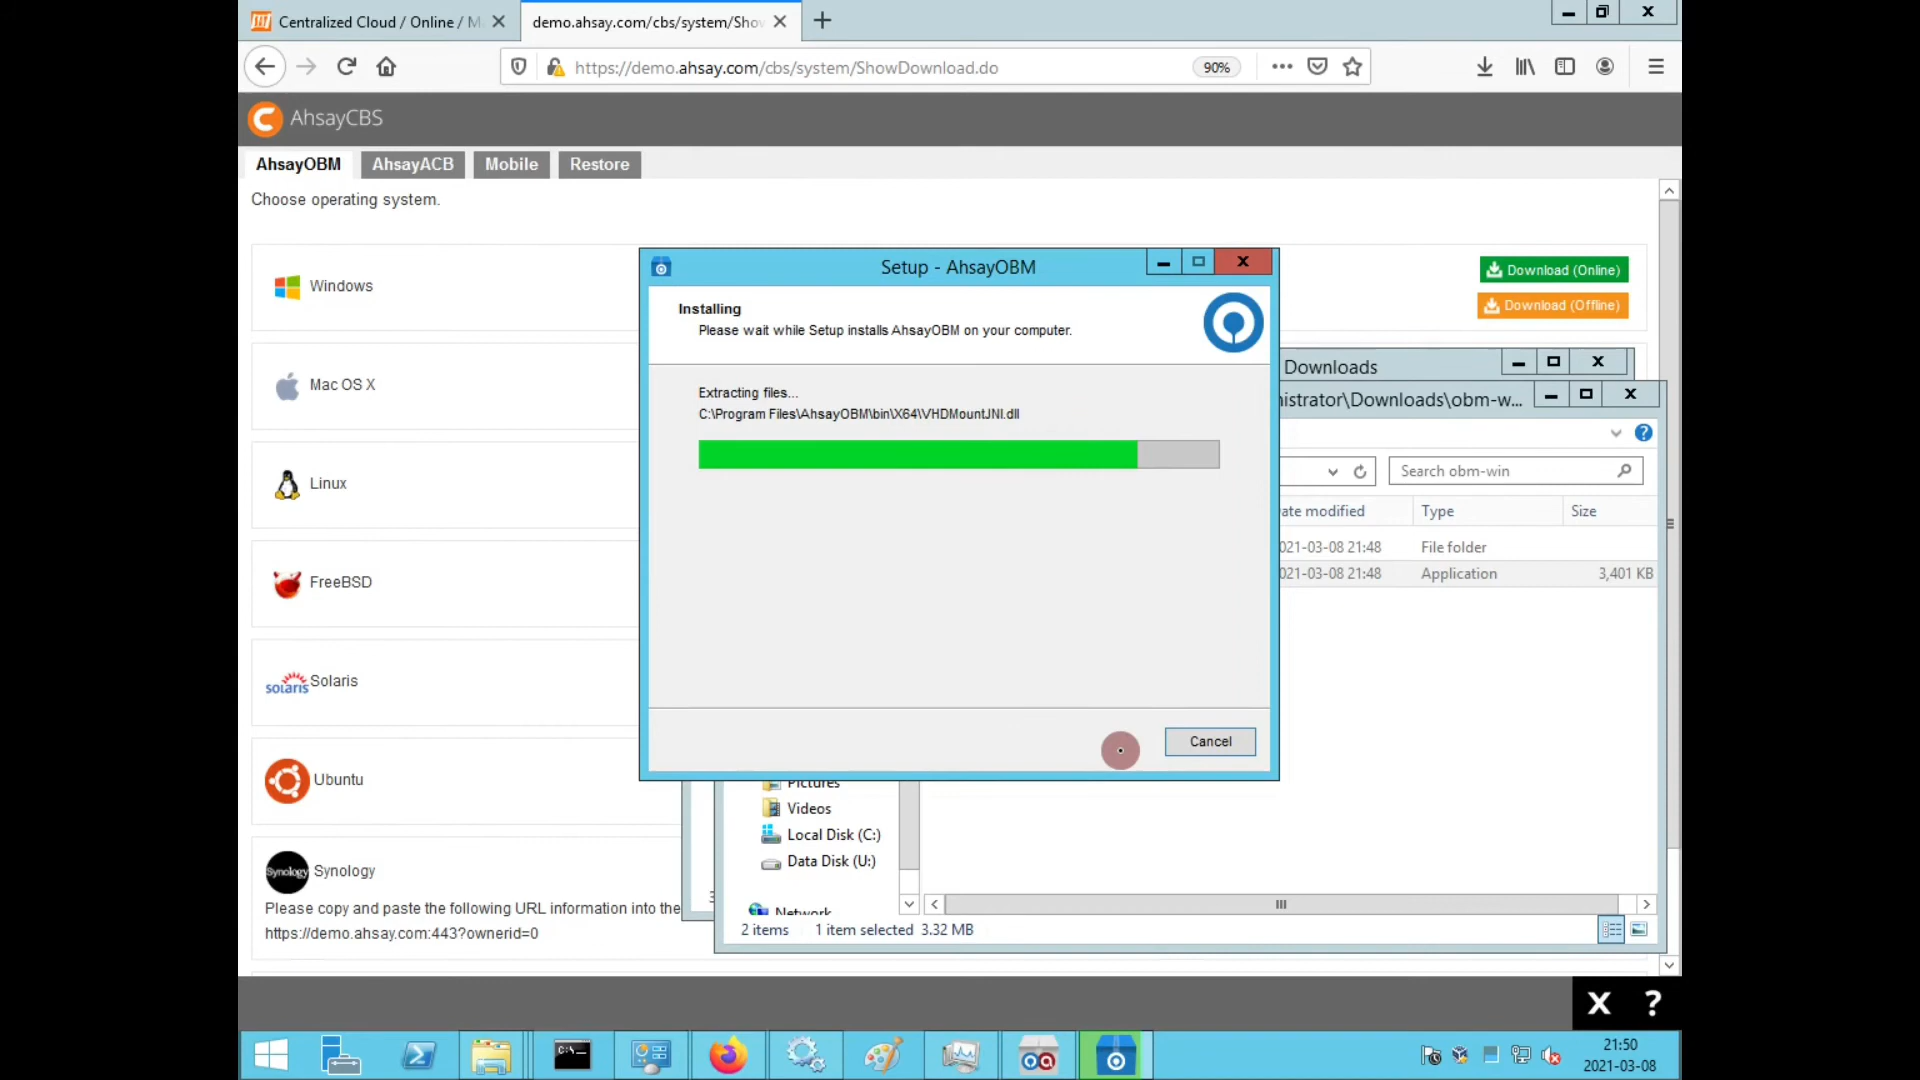 Centralized Cloud / Online / M
demo.ahsay.com/cbs/system/Show
https://demo.ahsay.com/cbs/system/ShowDownload.do
90%
AhsayCBS
AhsayOBM
AhsayACB
Mobile
Restore
Choose operating system.
Windows
Download (Online)
Download (Offline)
Mac OS X
Linux
FreeBSD
solaris
Solaris
Ubuntu
Synology
Synology
Please copy and paste the following URL information into the
https://demo.ahsay.com:443?ownerid=0
Setup - AhsayOBM
Installing
Please wait while Setup installs AhsayOBM on your computer.
Extracting files...
C:\Program Files\AhsayOBM\bin\X64\VHDMountJNI.dll
Cancel
Downloads
nistrator\Downloads\obm-w...
Search obm-win
ate modified
Type
Size
021-03-08 21:48
File folder
021-03-08 21:48
Application
3,401 KB
Pictures
Videos
Local Disk (C:)
Data Disk (U:)
Network
2 items
1 item selected
3.32 MB
X
?
21:50
2021-03-08